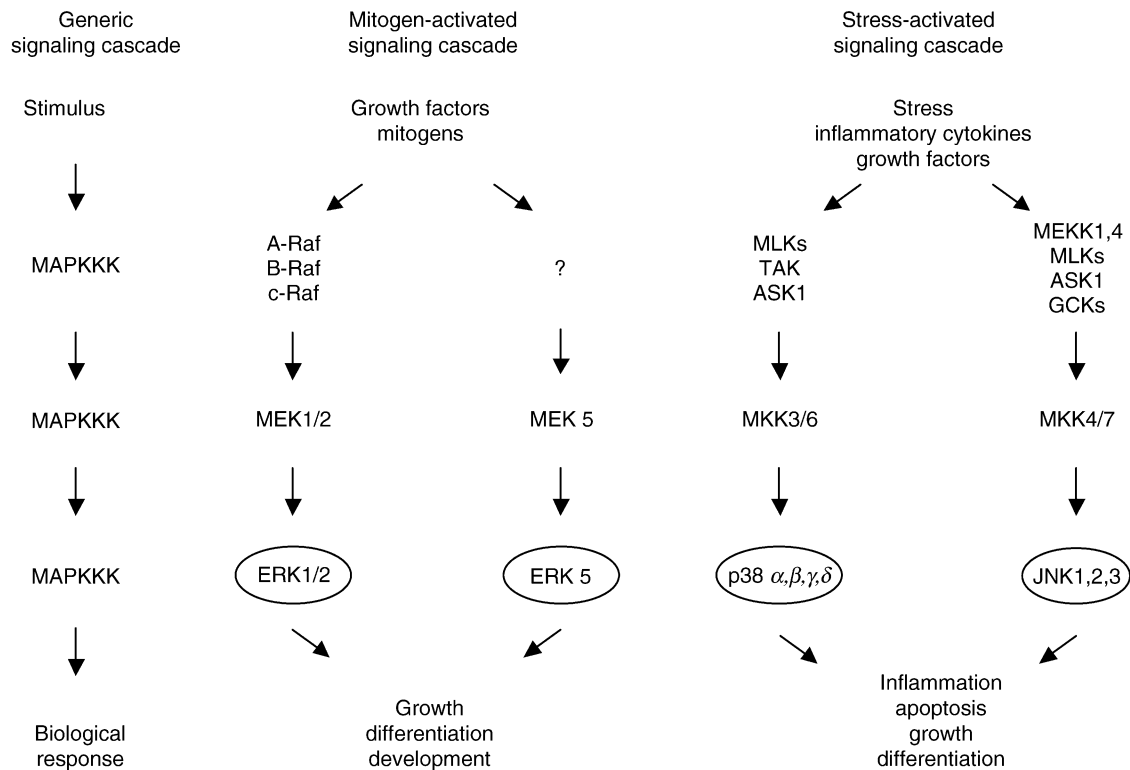 Generic
signaling cascade
Mitogen-activated
signaling cascade
Stress-activated
signaling cascade
Stimulus
Growth factors
mitogens
Stress
inflammatory cytokines
growth factors
MAPKKK
A-Raf
B-Raf
c-Raf
?
MLKs
TAK
ASK1
MEKK1,4
MLKs
ASK1
GCKs
MAPKKK
MEK1/2
MEK 5
MKK3/6
MKK4/7
MAPKKK
ERK1/2
ERK 5
p38 α,β,γ,δ
JNK1,2,3
Biological
response
Growth
differentiation
development
Inflammation
apoptosis
growth
differentiation